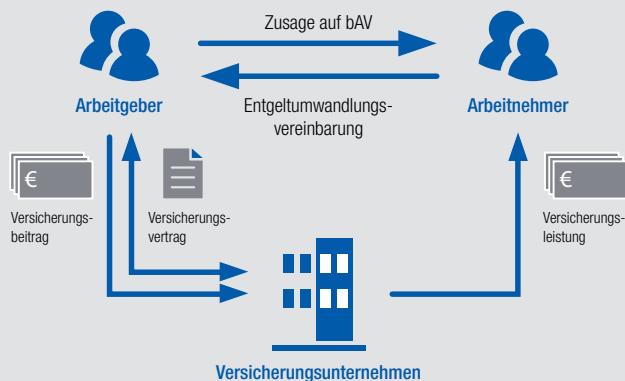 Zusage auf bAV
Arbeitgeber
Entgeltumwandlungs-
vereinbarung
Arbeitnehmer
€
Versicherungs-
beitrag
Versicherungs-
vertrag
€
Versicherungs-
leistung
Versicherungsunternehmen